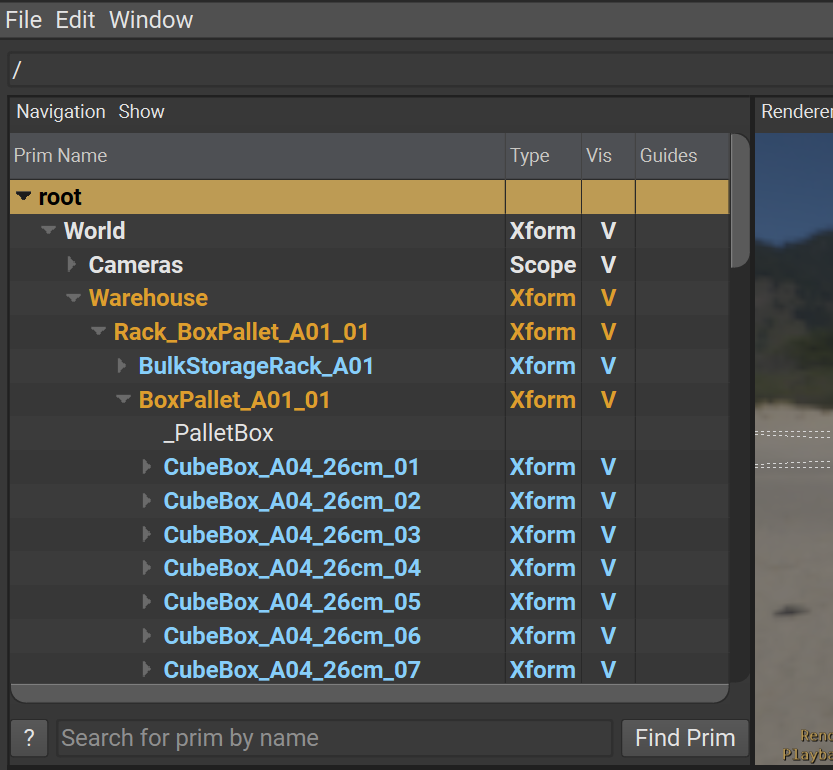 File Edit Window
/
Navigation Show
Renderer
Prim Name Type Vis Guides
root
World Xform V
Cameras Scope V
Warehouse Xform V
Rack_BoxPallet_A01_01 Xform V
BulkStorageRack_A01 Xform V
BoxPallet_A01_01 Xform V
_PalletBox
CubeBox_A04_26cm_01 Xform V
CubeBox_A04_26cm_02 Xform V
CubeBox_A04_26cm_03 Xform V
CubeBox_A04_26cm_04 Xform V
CubeBox_A04_26cm_05 Xform V
CubeBox_A04_26cm_06 Xform V
CubeBox_A04_26cm_07 Xform V
? Search for prim by name Find Prim